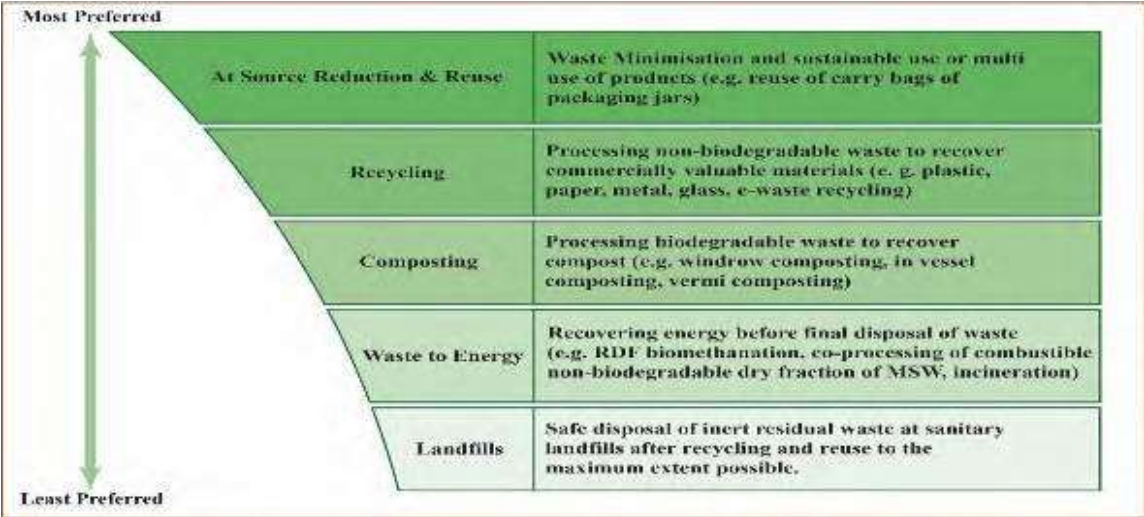 Most Preferred
At Source Reduction & Reuse
Waste Minimisation and sustainable use or multi
use of products (e.g. reuse of carry bags of
packaging jars)
Recycling
Processing non-biodegradable waste to recover
commercially valuable materials (e. g. plastic,
paper, metal, glass, e-waste recycling)
Composting
Processing biodegradable waste to recover
compost (e.g. windrow composting, in vessel
composting, vermi composting)
Waste to Energy
Recovering energy before final disposal of waste
(e.g. RDF biomethanation, co-processing of combustible
non-biodegradable dry fraction of MSW, incineration)
Landfills
Safe disposal of inert residual waste at sanitary
landfills after recycling and reuse to the
maximum extent possible.
Least Preferred